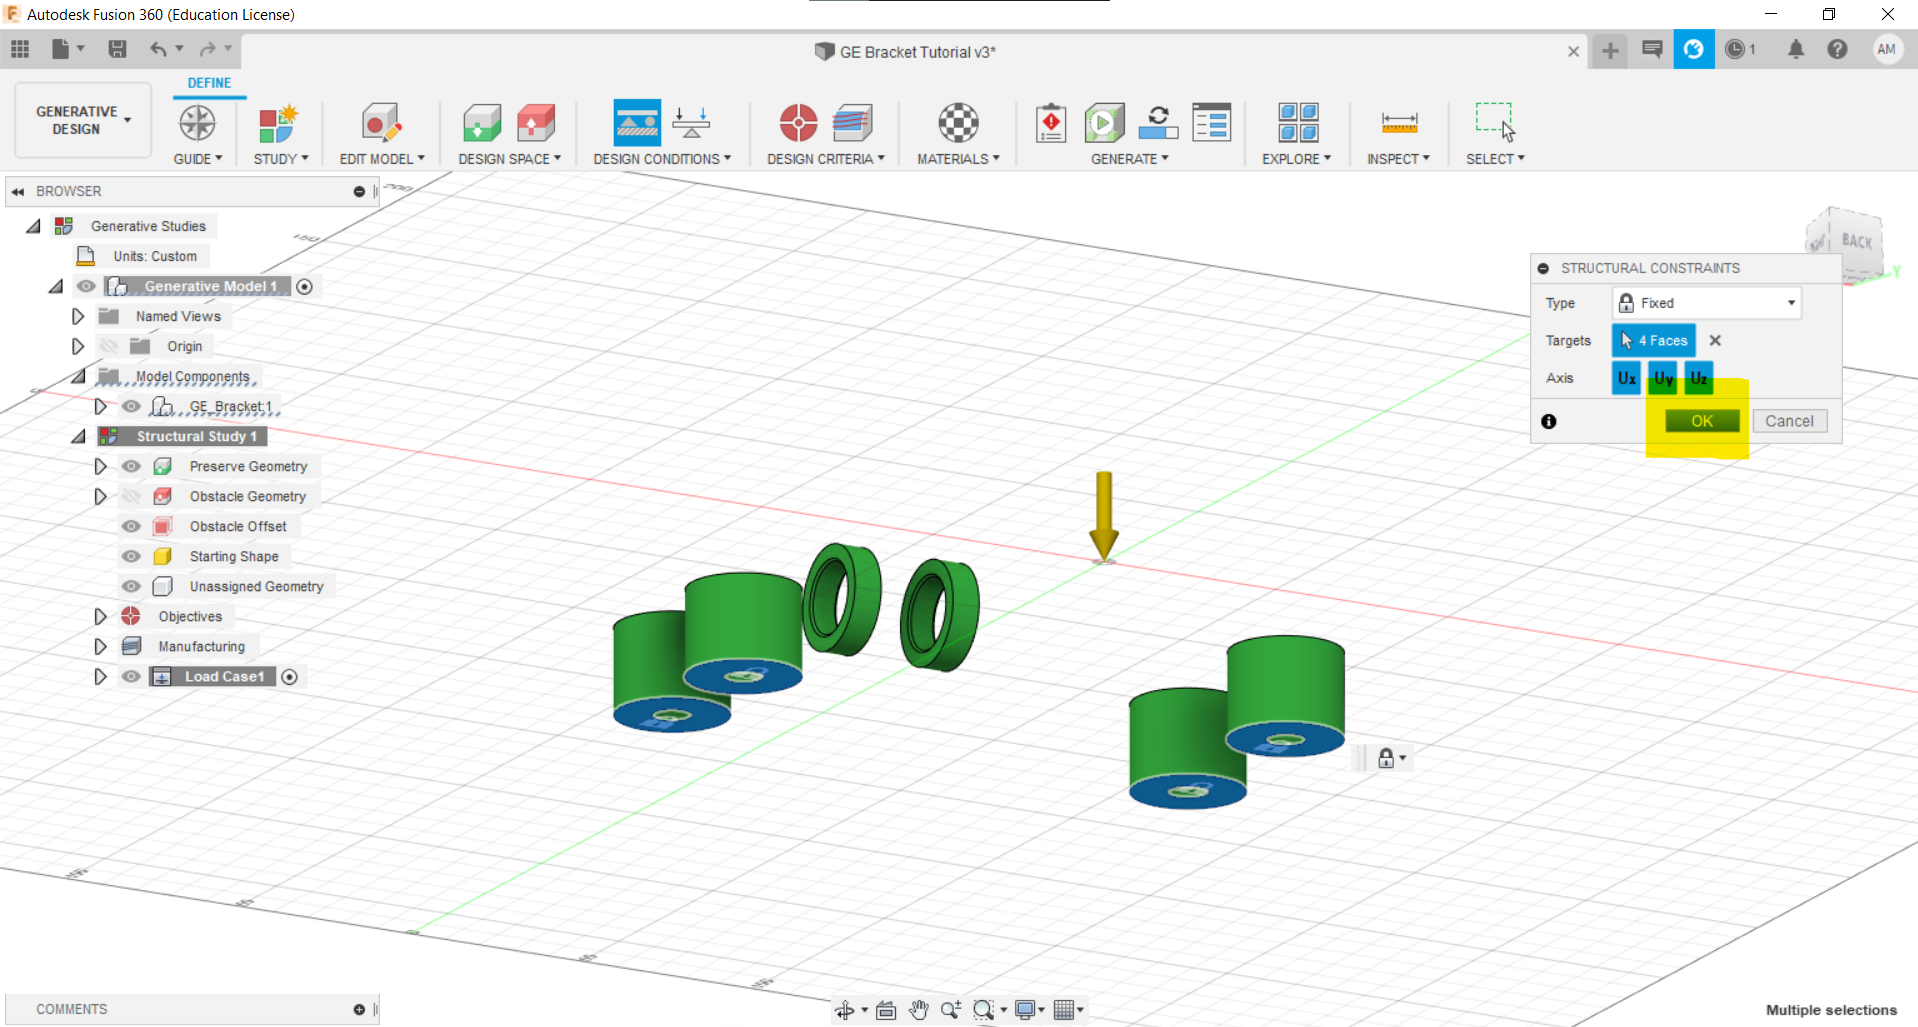 Autodesk Fusion 360 (Education License)
GE Bracket Tutorial v3*
1
AM
DEFINE
GENERATIVE
DESIGN
GUIDE
STUDY
EDIT MODEL
DESIGN SPACE
DESIGN CONDITIONS
DESIGN CRITERIA
MATERIALS
GENERATE
EXPLORE
INSPECT
SELECT
BROWSER
Generative Studies
Units: Custom
Generative Model 1
Named Views
Origin
Model Components
GE_Bracket:1
Structural Study 1
Preserve Geometry
Obstacle Geometry
Obstacle Offset
Starting Shape
Unassigned Geometry
Objectives
Manufacturing
Load Case1
200
150
BACK
Y
STRUCTURAL CONSTRAINTS
Type
Fixed
Targets
4 Faces
Axis
Ux
Uy
Uz
OK
Cancel
COMMENTS
Multiple selections